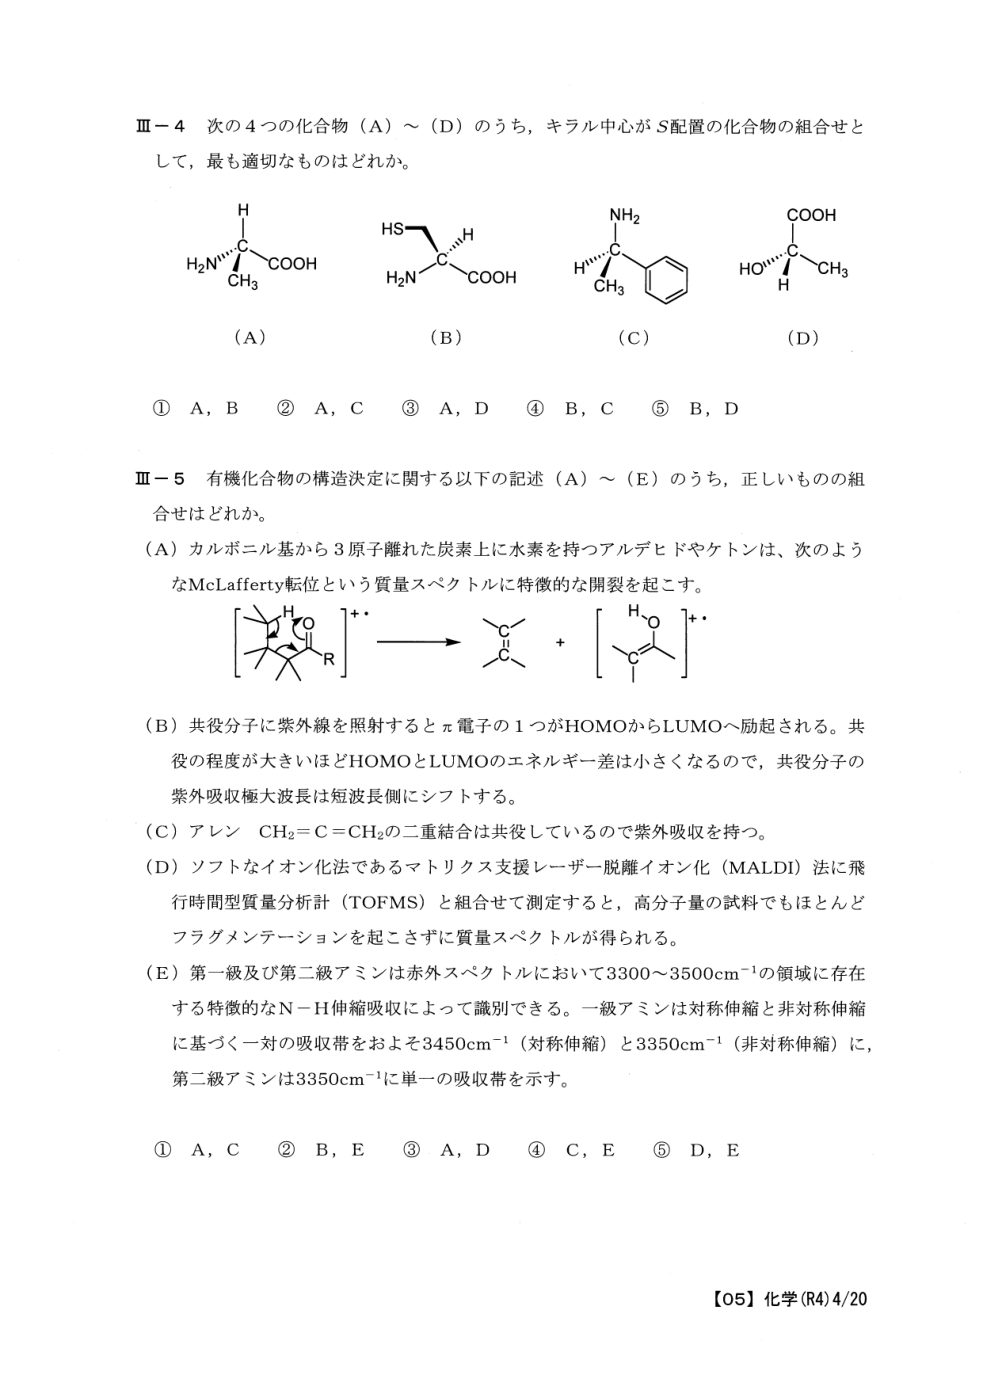 Ⅲ－4　次の４つの化合物（Ａ）～（Ｄ）のうち，キラル中心が S配置の化合物の組合せと
して，最も適切なものはどれか。
H
C
H2N
COOH
CH3
HS
H
C
H2N
COOH
NH2
H
C
CH3
COOH
HO
C
CH3
H
（A）　（B）　（C）　（D）
①　A，B　②　A，C　③　A，D　④　B，C　⑤　B，D
Ⅲ－5　有機化合物の構造決定に関する以下の記述（Ａ）～（Ｅ）のうち，正しいものの組
合せはどれか。
（Ａ）カルボニル基から３原子離れた炭素上に水素を持つアルデヒドやケトンは、次のよう
なMcLafferty転位という質量スペクトルに特徴的な開裂を起こす。
H
O
R
+•
C
C
+
H
O
C
+•
（Ｂ）共役分子に紫外線を照射するとπ電子の１つがHOMOからLUMOへ励起される。共
役の程度が大きいほどHOMOとLUMOのエネルギー差は小さくなるので，共役分子の
紫外吸収極大波長は短波長側にシフトする。
（Ｃ）アレン　CH₂＝C＝CH₂の二重結合は共役しているので紫外吸収を持つ。
（Ｄ）ソフトなイオン化法であるマトリクス支援レーザー脱離イオン化（MALDI）法に飛
行時間型質量分析計（TOFMS）と組合せて測定すると，高分子量の試料でもほとんど
フラグメンテーションを起こさずに質量スペクトルが得られる。
（Ｅ）第一級及び第二級アミンは赤外スペクトルにおいて3300～3500cm⁻¹の領域に存在
する特徴的なＮ－Ｈ伸縮吸収によって識別できる。一級アミンは対称伸縮と非対称伸縮
に基づく一対の吸収帯をおよそ3450cm⁻¹（対称伸縮）と3350cm⁻¹（非対称伸縮）に，
第二級アミンは3350cm⁻¹に単一の吸収帯を示す。
①　A，C　②　B，E　③　A，D　④　C，E　⑤　D，E
【05】化学(R4)4/20